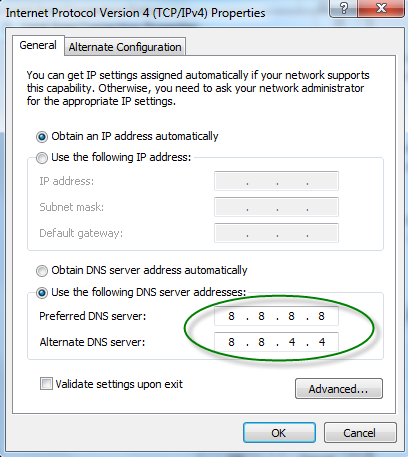 Internet Protocol Version 4 (TCP/IPv4) Properties
General
Alternate Configuration
You can get IP settings assigned automatically if your network supports
this capability. Otherwise, you need to ask your network administrator
for the appropriate IP settings.
Obtain an IP address automatically
Use the following IP address:
IP address: . . .
Subnet mask: . . .
Default gateway: . . .
Obtain DNS server address automatically
Use the following DNS server addresses:
Preferred DNS server: 8 . 8 . 8 . 8
Alternate DNS server: 8 . 8 . 4 . 4
Validate settings upon exit
Advanced...
OK
Cancel